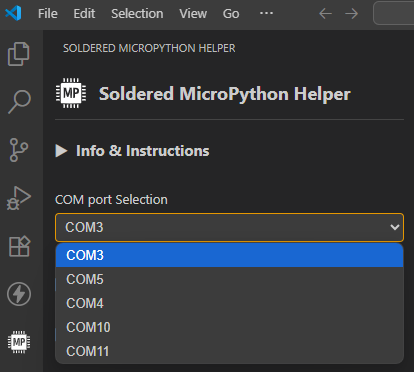 File Edit Selection View Go ···
SOLDERED MICROPYTHON HELPER
MP Soldered MicroPython Helper
Info & Instructions
COM port Selection
COM3
COM3
COM5
COM4
COM10
COM11
MP